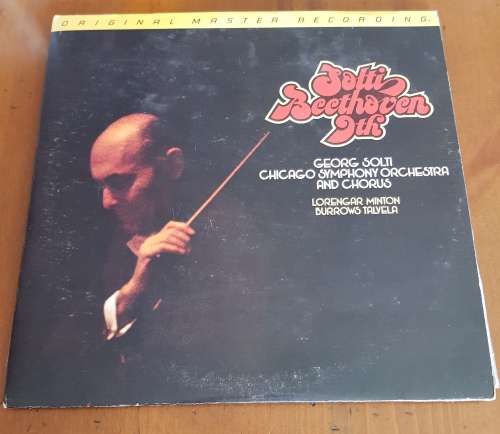 ORIGINAL MASTER RECORDING
Solti
Beethoven
9th
GEORG SOLTI
CHICAGO SYMPHONY ORCHESTRA
AND CHORUS
LORENGAR MINTON
BURROWS TALVELA